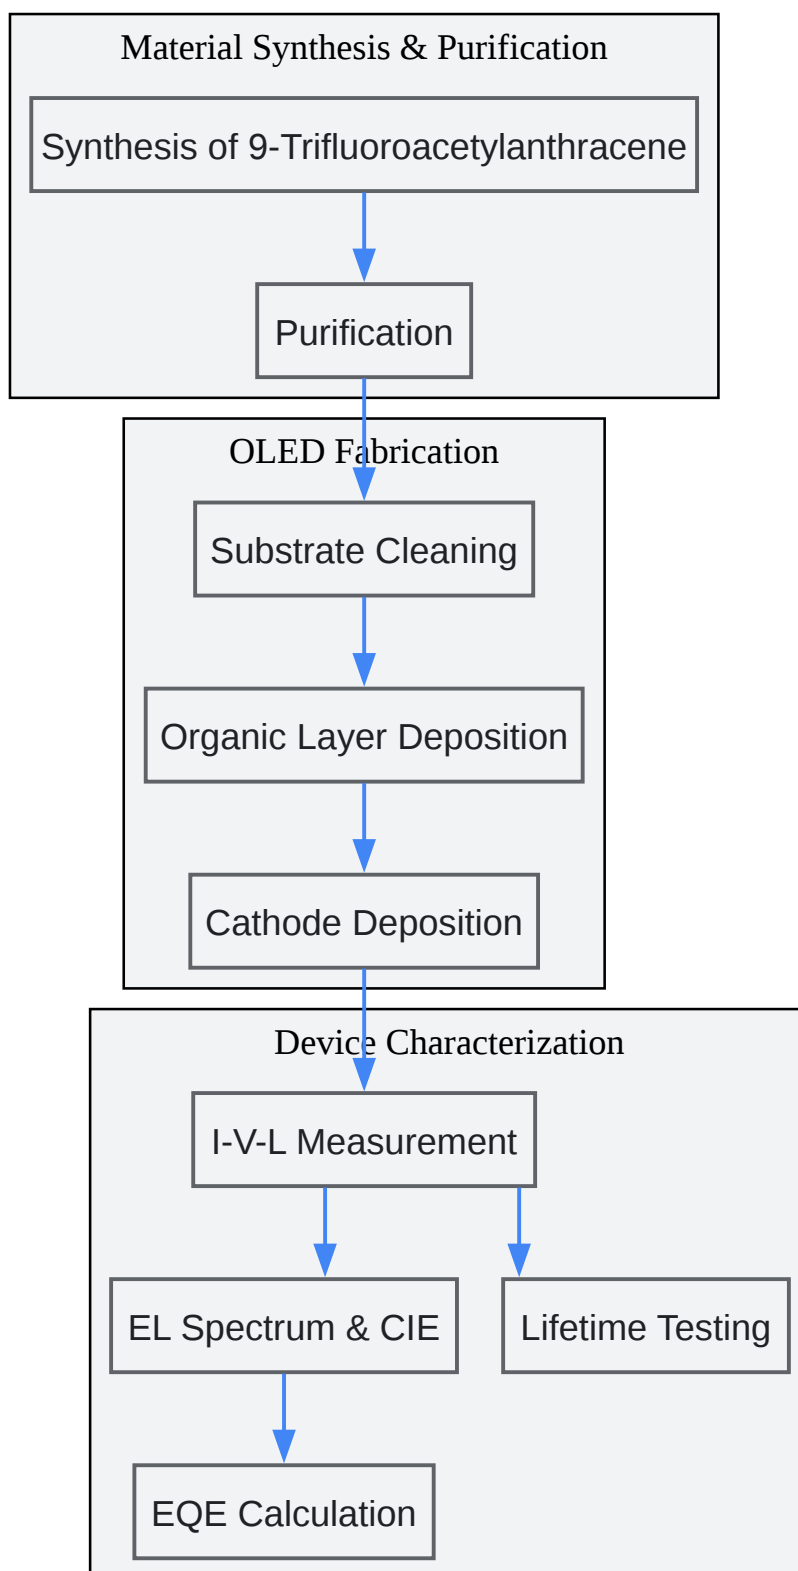 Material Synthesis & Purification
Synthesis of 9-Trifluoroacetylanthracene
Purification
OLED Fabrication
Substrate Cleaning
Organic Layer Deposition
Cathode Deposition
Device Characterization
I-V-L Measurement
EL Spectrum & CIE
Lifetime Testing
EQE Calculation